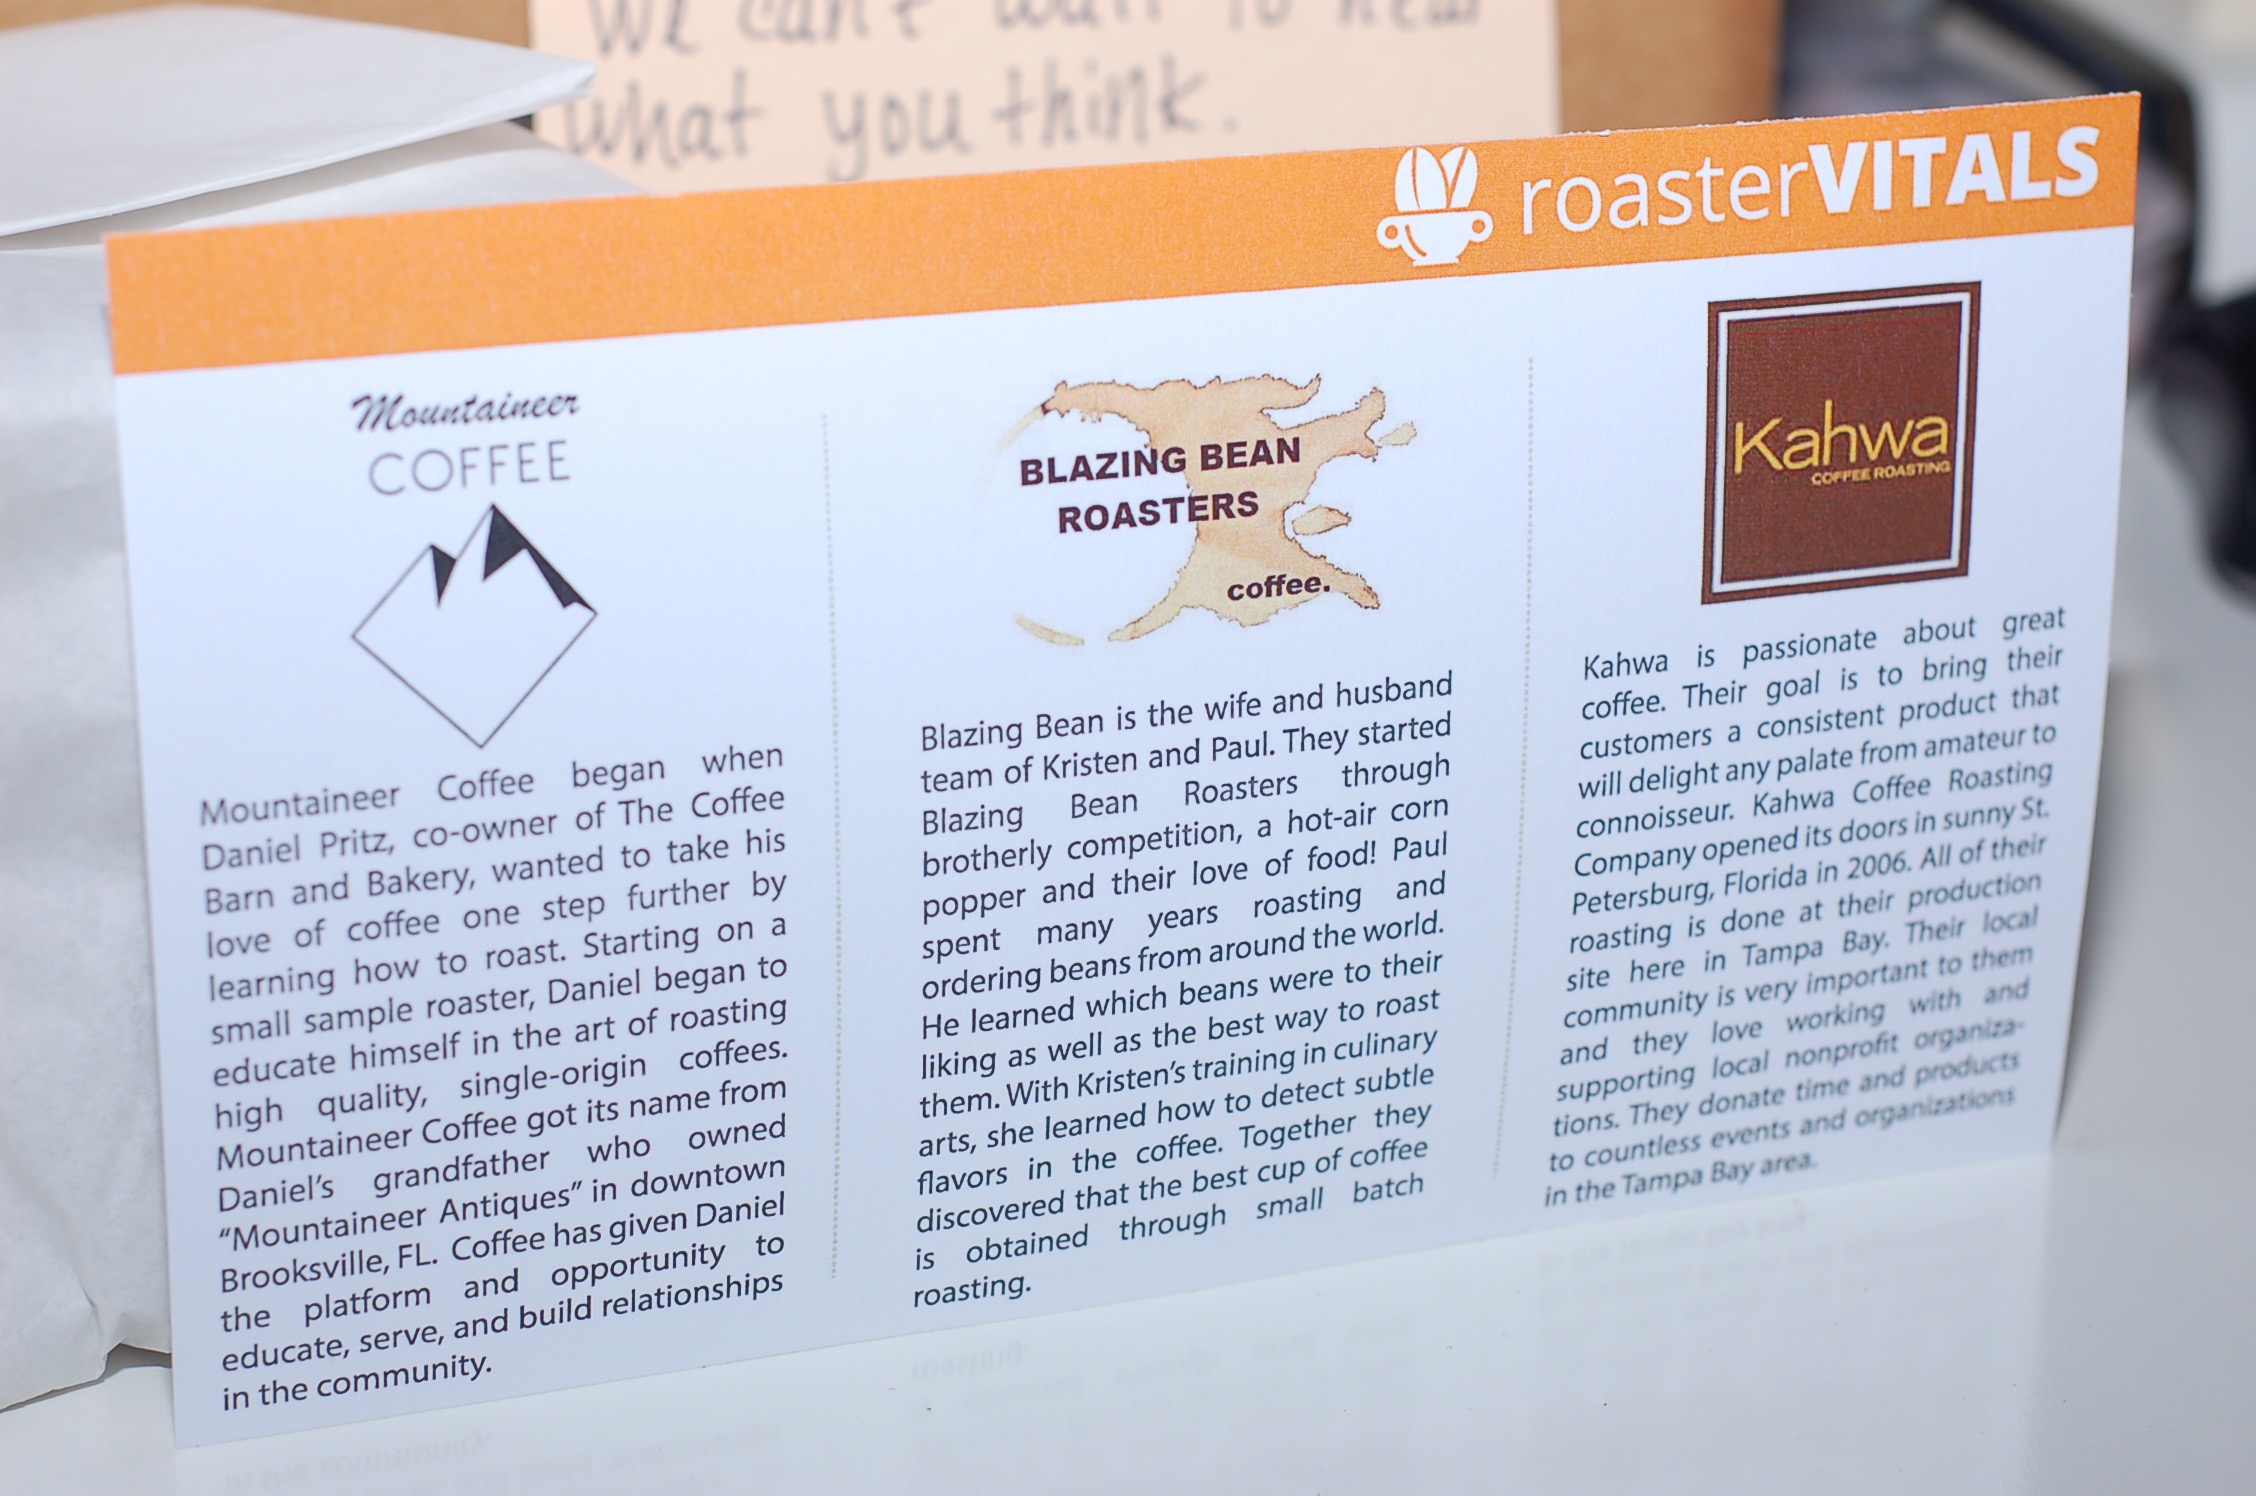 We can't wait to hear
what you think.
roasterVITALS
Mountaineer
COFFEE
Mountaineer Coffee began when
Daniel Pritz, co-owner of The Coffee
Barn and Bakery, wanted to take his
love of coffee one step further by
learning how to roast. Starting on a
small sample roaster, Daniel began to
educate himself in the art of roasting
high quality, single-origin coffees.
Mountaineer Coffee got its name from
Daniel's grandfather who owned
“Mountaineer Antiques” in downtown
Brooksville, FL. Coffee has given Daniel
the platform and opportunity to
educate, serve, and build relationships
in the community.
BLAZING BEAN
ROASTERS
coffee.
Blazing Bean is the wife and husband
team of Kristen and Paul. They started
Blazing Bean Roasters through
brotherly competition, a hot-air corn
popper and their love of food! Paul
spent many years roasting and
ordering beans from around the world.
He learned which beans were to their
liking as well as the best way to roast
them. With Kristen's training in culinary
arts, she learned how to detect subtle
flavors in the coffee. Together they
discovered that the best cup of coffee
is obtained through small batch
roasting.
Kahwa
COFFEE ROASTING
Kahwa is passionate about great
coffee. Their goal is to bring their
customers a consistent product that
will delight any palate from amateur to
connoisseur. Kahwa Coffee Roasting
Company opened its doors in sunny St.
Petersburg, Florida in 2006. All of their
roasting is done at their production
site here in Tampa Bay. Their local
community is very important to them
and they love working with and
supporting local nonprofit organiza-
tions. They donate time and products
to countless events and organizations
in the Tampa Bay area.